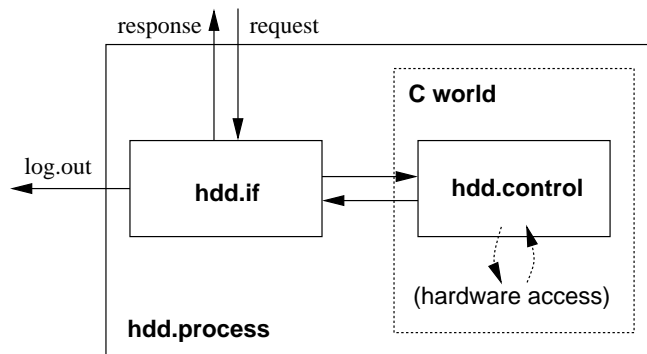 response
request
C world
log.out
hdd.if
hdd.control
(hardware access)
hdd.process